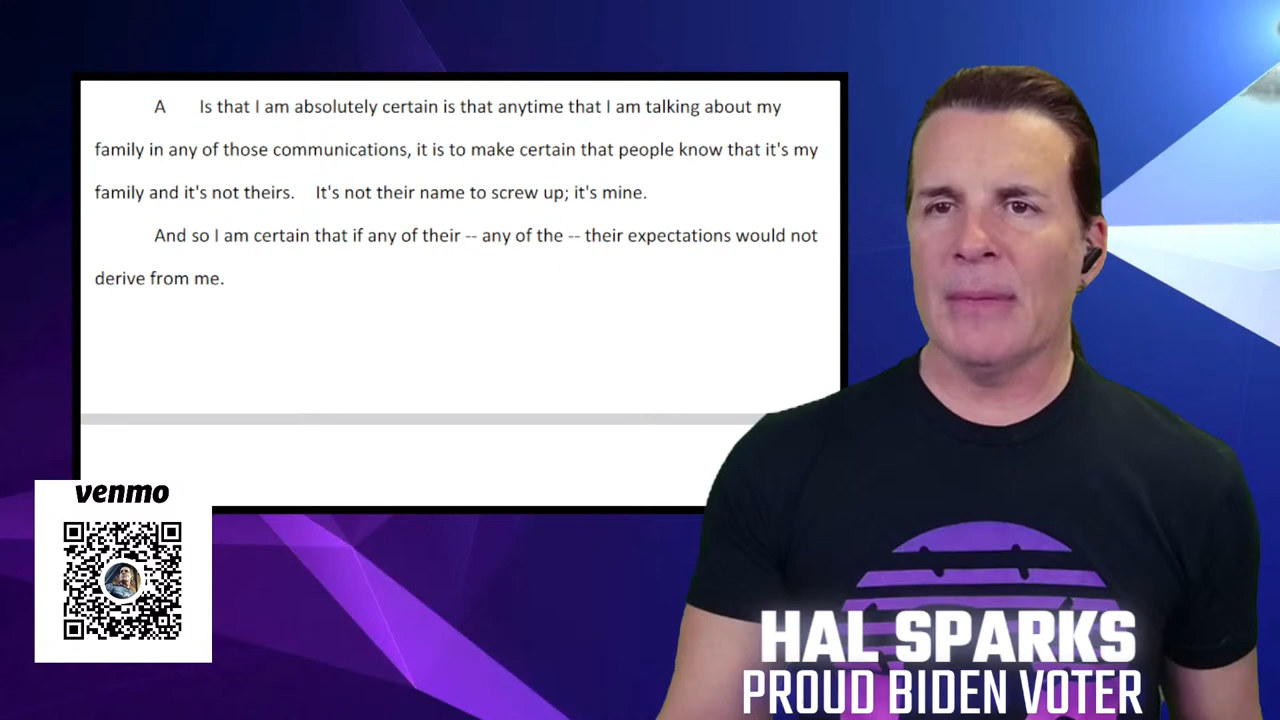 A Is that I am absolutely certain is that anytime that I am talking about my
family in any of those communications, it is to make certain that people know that it's my
family and it's not theirs. It's not their name to screw up; it's mine.
And so I am certain that if any of their -- any of the -- their expectations would not
derive from me.
venmo
HAL SPARKS
PROUD BIDEN VOTER